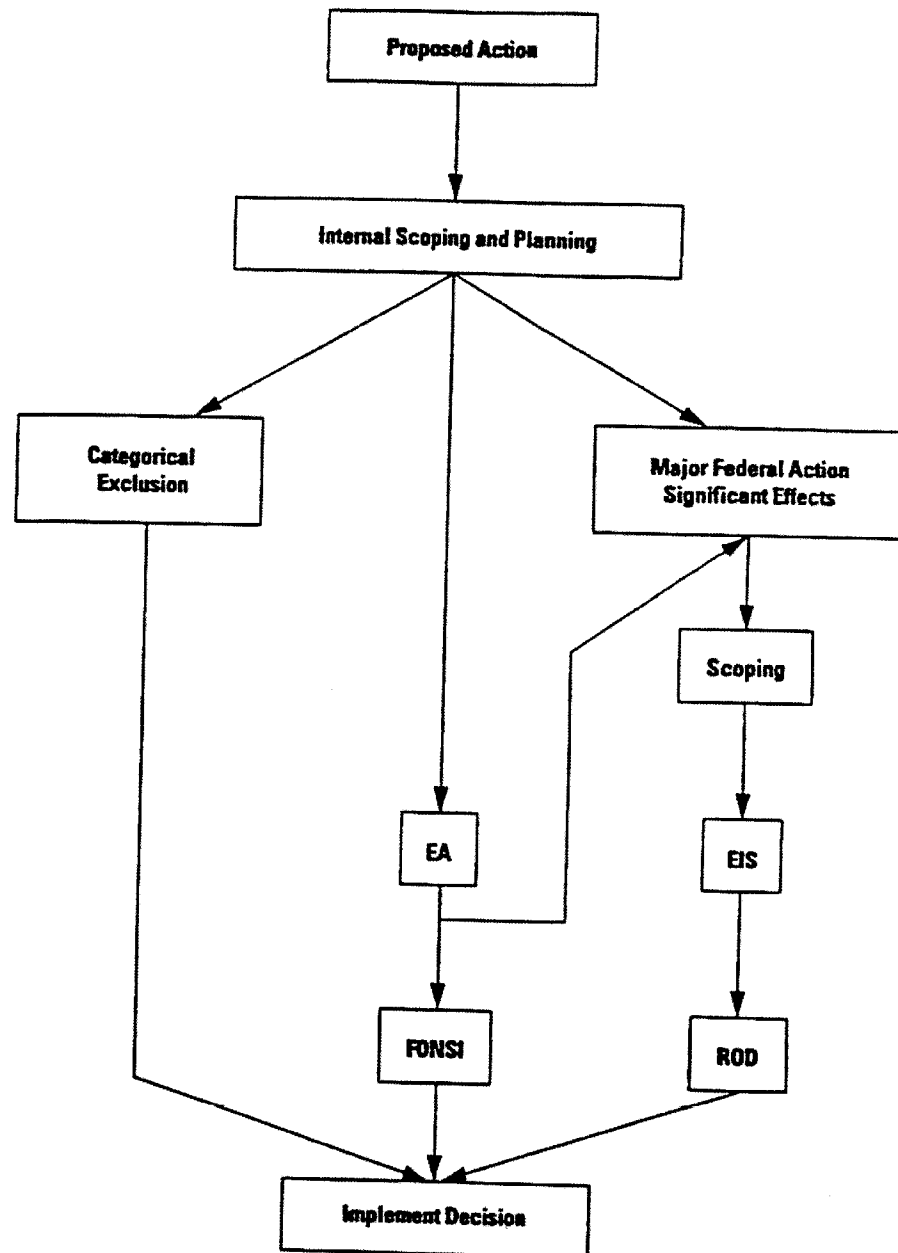 Proposed Action
Internal Scoping and Planning
Categorical
Exclusion
Major Federal Action
Significant Effects
Scoping
EA
EIS
FONSI
ROD
Implement Decision